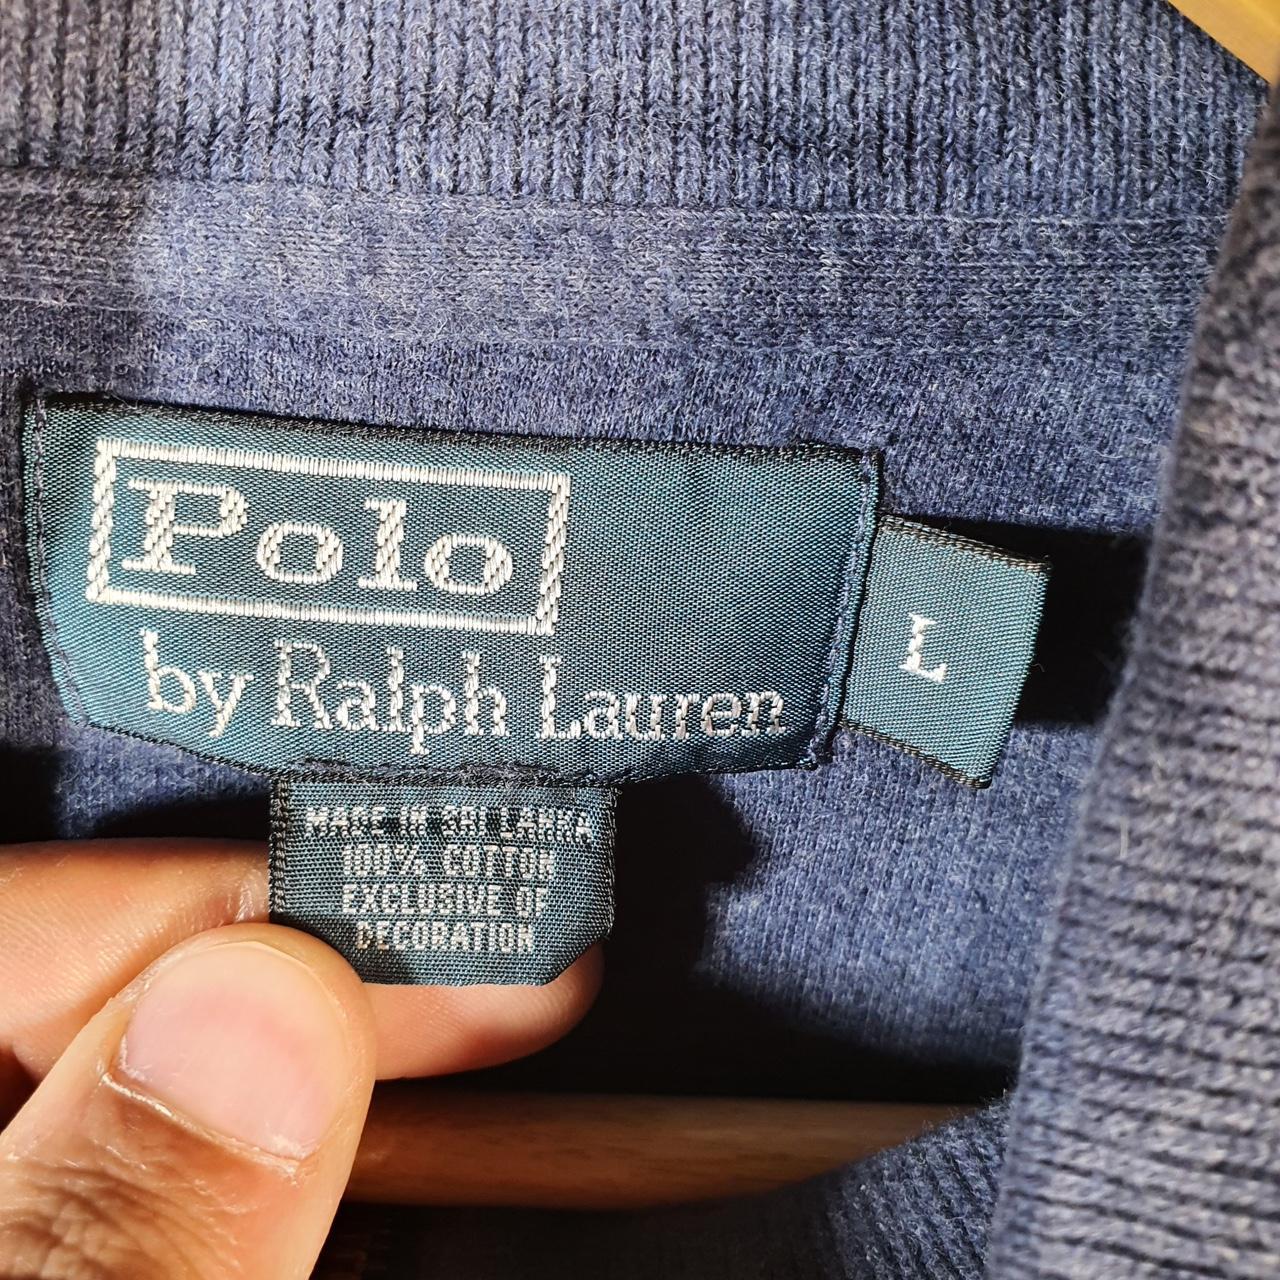 Polo
by Ralph Lauren
L
MADE IN SRI LANKA
100% COTTON
EXCLUSIVE OF
DECORATION